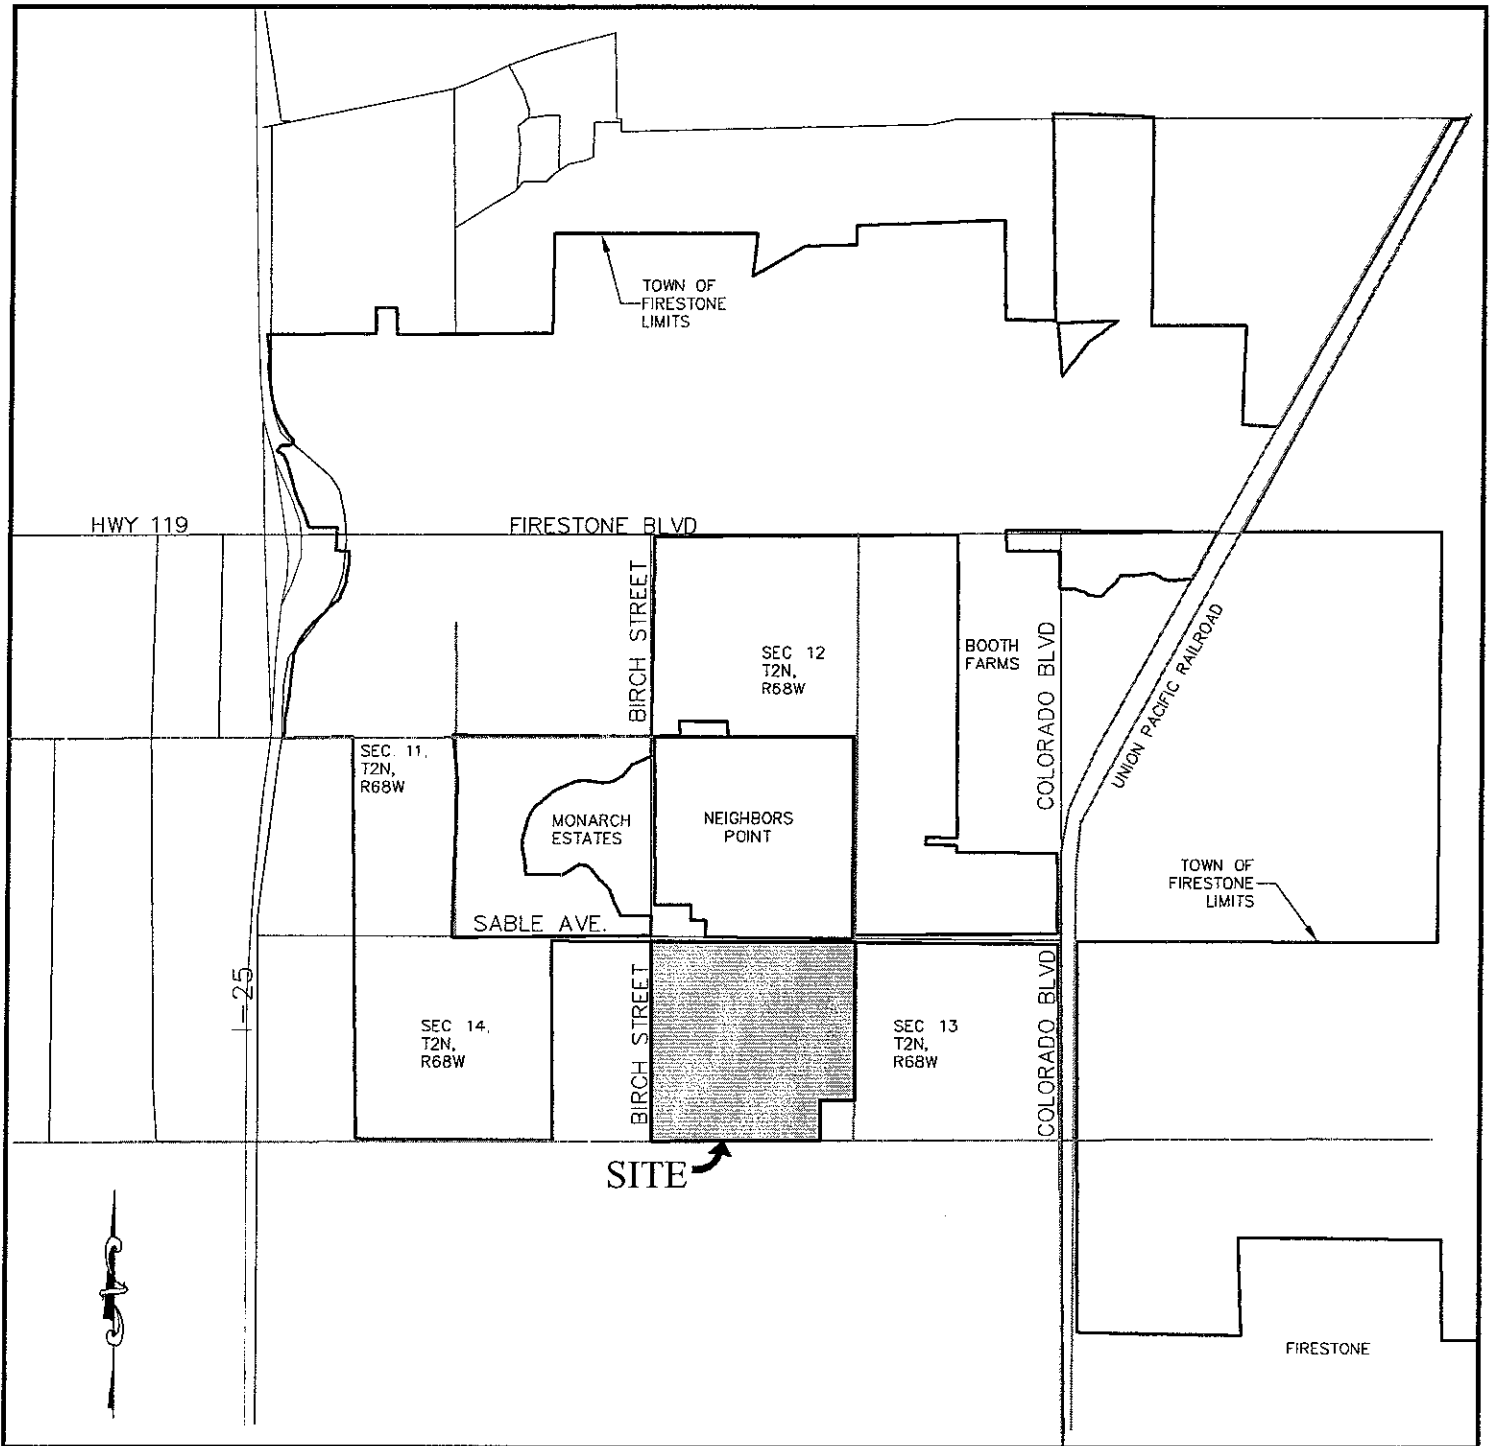 TOWN OF
FIRESTONE
LIMITS
HWY 119
FIRESTONE BLVD
BIRCH STREET
SEC 12
T2N,
R68W
BOOTH
FARMS
COLORADO BLVD
UNION PACIFIC RAILROAD
SEC. 11,
T2N,
R68W
MONARCH
ESTATES
NEIGHBORS
POINT
TOWN OF
FIRESTONE
LIMITS
SABLE AVE.
I-25
SEC 14,
T2N,
R68W
BIRCH STREET
SEC 13
T2N,
R68W
COLORADO BLVD
SITE
FIRESTONE